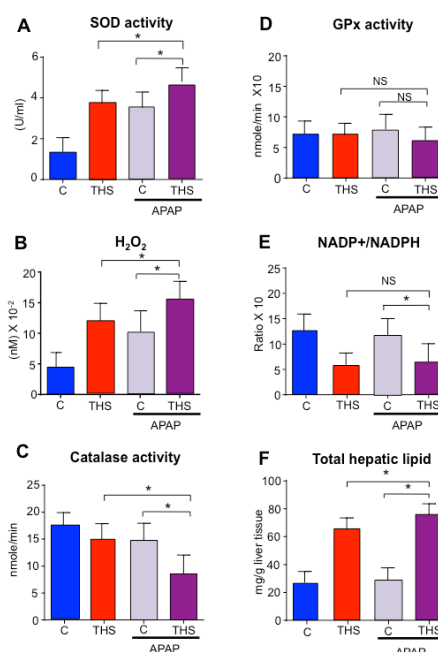 A
SOD activity
(U/ml)
6
4
2
0
*
*
C
THS
C
THS
APAP
B
H₂O₂
(nM) X 10⁻²
20
15
10
5
0
*
*
C
THS
C
THS
APAP
C
Catalase activity
nmole/min
25
20
15
10
5
0
*
*
C
THS
C
THS
APAP
D
GPx activity
nmole/min X10
20
15
10
5
0
NS
NS
C
THS
C
THS
APAP
E
NADP+/NADPH
Ratio X 10
25
20
15
10
5
0
NS
*
C
THS
C
THS
APAP
F
Total hepatic lipid
mg/g liver tissue
100
80
60
40
20
0
*
*
C
THS
C
THS
APAP